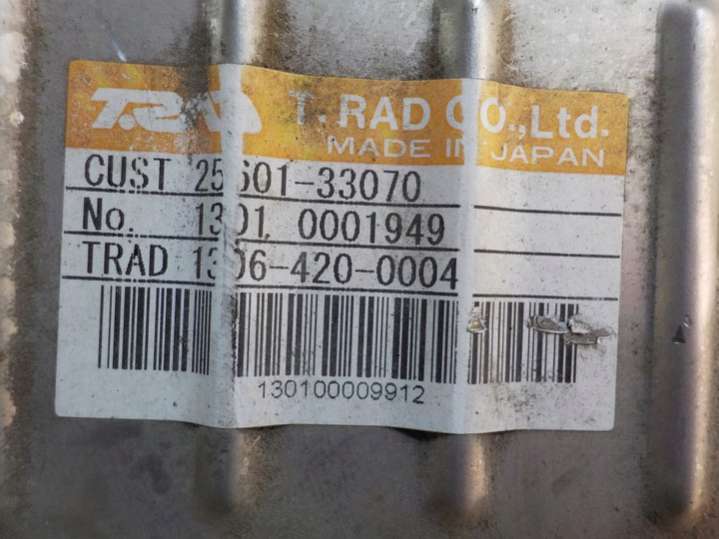 T.RAD T. RAD CO., Ltd.
MADE IN JAPAN
CUST 25601-33070
No. 1301 0001949
TRAD 1306-420-0004
130100009912